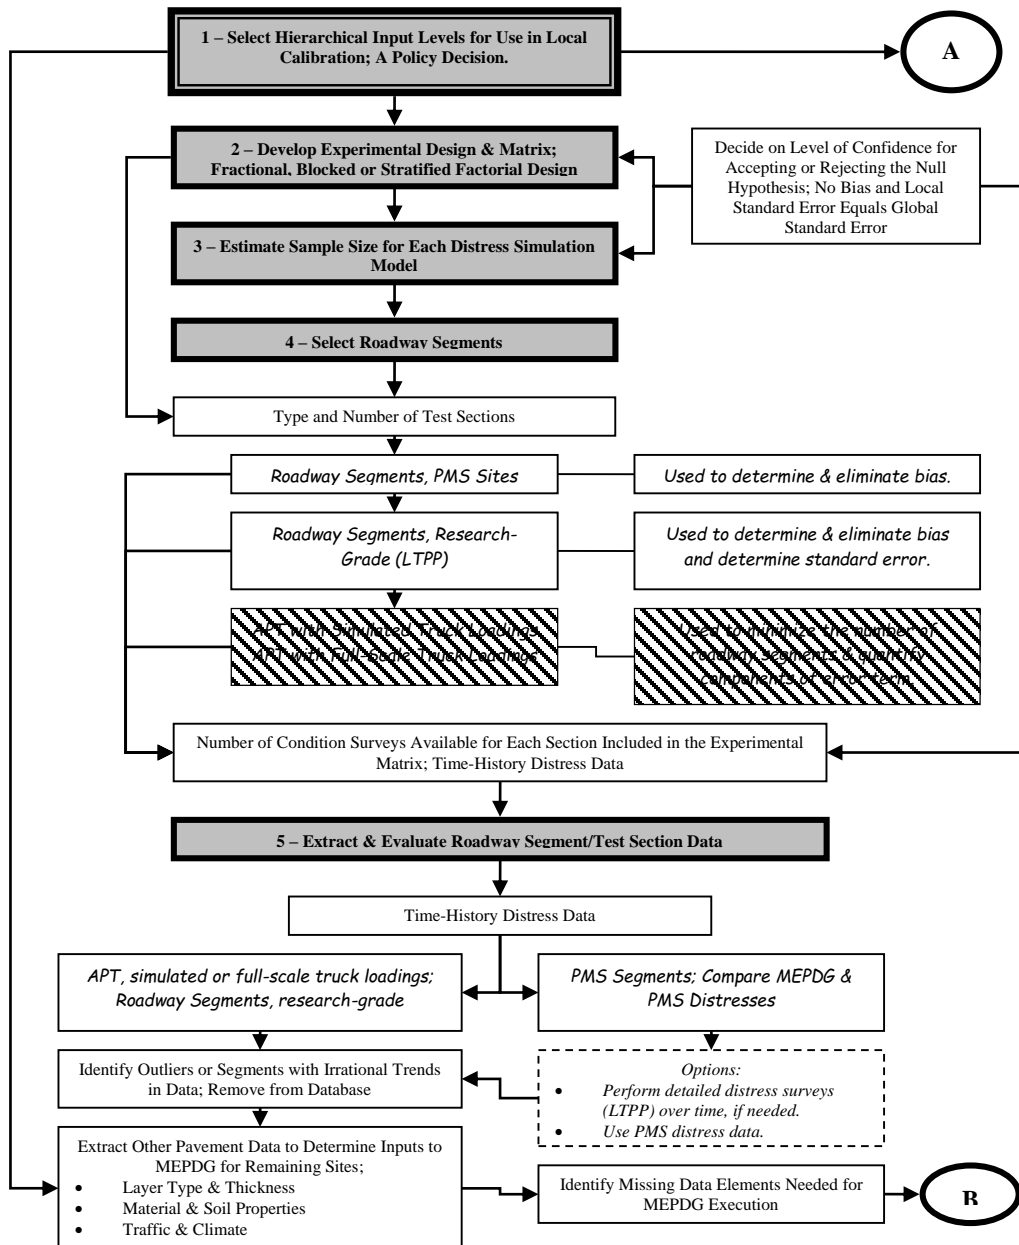 1 – Select Hierarchical Input Levels for Use in Local
Calibration; A Policy Decision.
A
2 – Develop Experimental Design & Matrix;
Fractional, Blocked or Stratified Factorial Design
Decide on Level of Confidence for
Accepting or Rejecting the Null
Hypothesis; No Bias and Local
Standard Error Equals Global
Standard Error
3 – Estimate Sample Size for Each Distress Simulation
Model
4 – Select Roadway Segments
Type and Number of Test Sections
Roadway Segments, PMS Sites
Used to determine & eliminate bias.
Roadway Segments, Research-
Grade (LTPP)
Used to determine & eliminate bias
and determine standard error.
APT with Simulated Truck Loadings
APT with Full-Scale Truck Loadings
Used to minimize the number of
roadway segments & quantify
components of error term.
Number of Condition Surveys Available for Each Section Included in the Experimental
Matrix; Time-History Distress Data
5 – Extract & Evaluate Roadway Segment/Test Section Data
Time-History Distress Data
APT, simulated or full-scale truck loadings;
Roadway Segments, research-grade
PMS Segments; Compare MEPDG &
PMS Distresses
Identify Outliers or Segments with Irrational Trends
in Data; Remove from Database
Options:
• Perform detailed distress surveys
(LTPP) over time, if needed.
• Use PMS distress data.
Extract Other Pavement Data to Determine Inputs to
MEPDG for Remaining Sites;
• Layer Type & Thickness
• Material & Soil Properties
• Traffic & Climate
Identify Missing Data Elements Needed for
MEPDG Execution
B